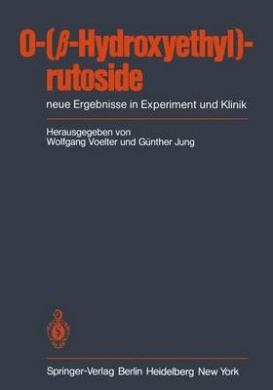 O-(β-Hydroxyethyl)-
rutoside
neue Ergebnisse in Experiment und Klinik
Herausgegeben von
Wolfgang Voelter und Günther Jung
Springer-Verlag Berlin Heidelberg New York